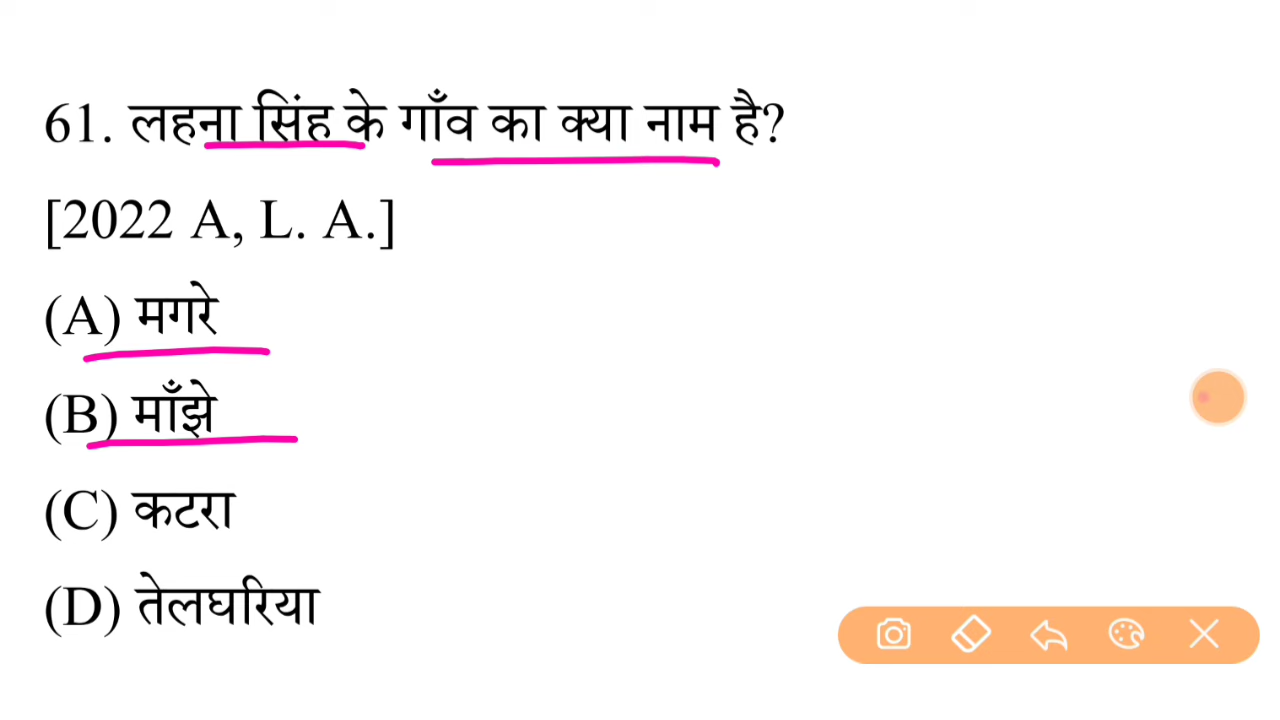 61. लहना सिंह के गाँव का क्या नाम है?
[2022 A, L. A.]
(A) मगरे
(B) माँझे
(C) कटरा
(D) तेलघरिया